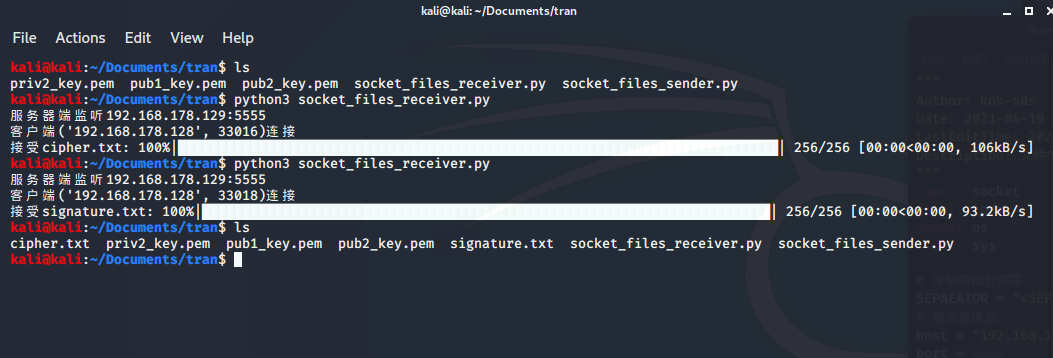 kali@kali: ~/Documents/tran
File Actions Edit View Help
kali@kali:~/Documents/tran$ ls
priv2_key.pem pub1_key.pem pub2_key.pem socket_files_receiver.py socket_files_sender.py
kali@kali:~/Documents/tran$ python3 socket_files_receiver.py
服务器端监听192.168.178.129:5555
客户端('192.168.178.128', 33016)连接
接受cipher.txt: 100%| | 256/256 [00:00<00:00, 106kB/s]
kali@kali:~/Documents/tran$ python3 socket_files_receiver.py
服务器端监听192.168.178.129:5555
客户端('192.168.178.128', 33018)连接
接受signature.txt: 100%| | 256/256 [00:00<00:00, 93.2kB/s]
kali@kali:~/Documents/tran$ ls
cipher.txt priv2_key.pem pub1_key.pem pub2_key.pem signature.txt socket_files_receiver.py socket_files_sender.py
kali@kali:~/Documents/tran$
Author: kok-s0s
Date: 2021-04-19
socket
os
sys
SEPAEATOR = "<SEP
host = "192.168.1
port =